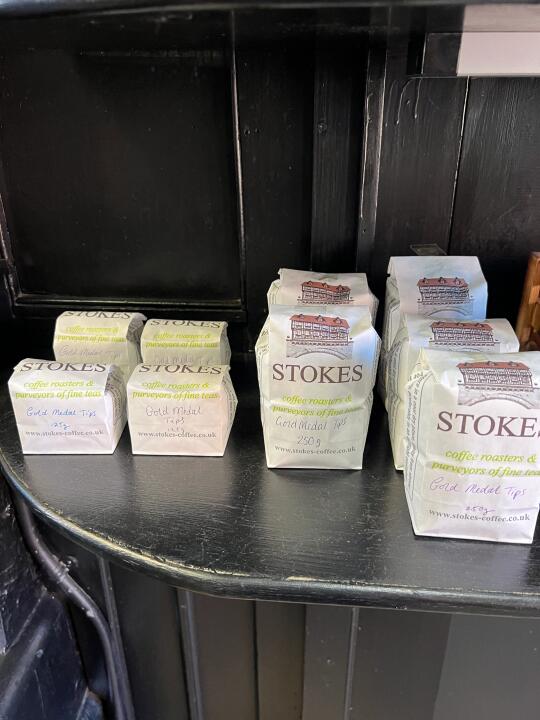 STOKES
coffee roasters &
purveyors of fine teas
Gold Medal
STOKES
coffee roasters &
purveyors of fine teas
STOKES
coffee roasters &
purveyors of fine teas
Gold Medal Tips
125g
www.stokes-coffee.co.uk
STOKES
coffee roasters &
purveyors of fine teas
Gold Medal
Tips
125g
www.stokes-coffee.co.uk
STOKES
coffee roasters &
purveyors of fine teas
Gold Medal Tips
250g
www.stokes-coffee.co.uk
STOKES
coffee roasters &
purveyors of fine teas
Gold Medal Tips
250g
www.stokes-coffee.co.uk